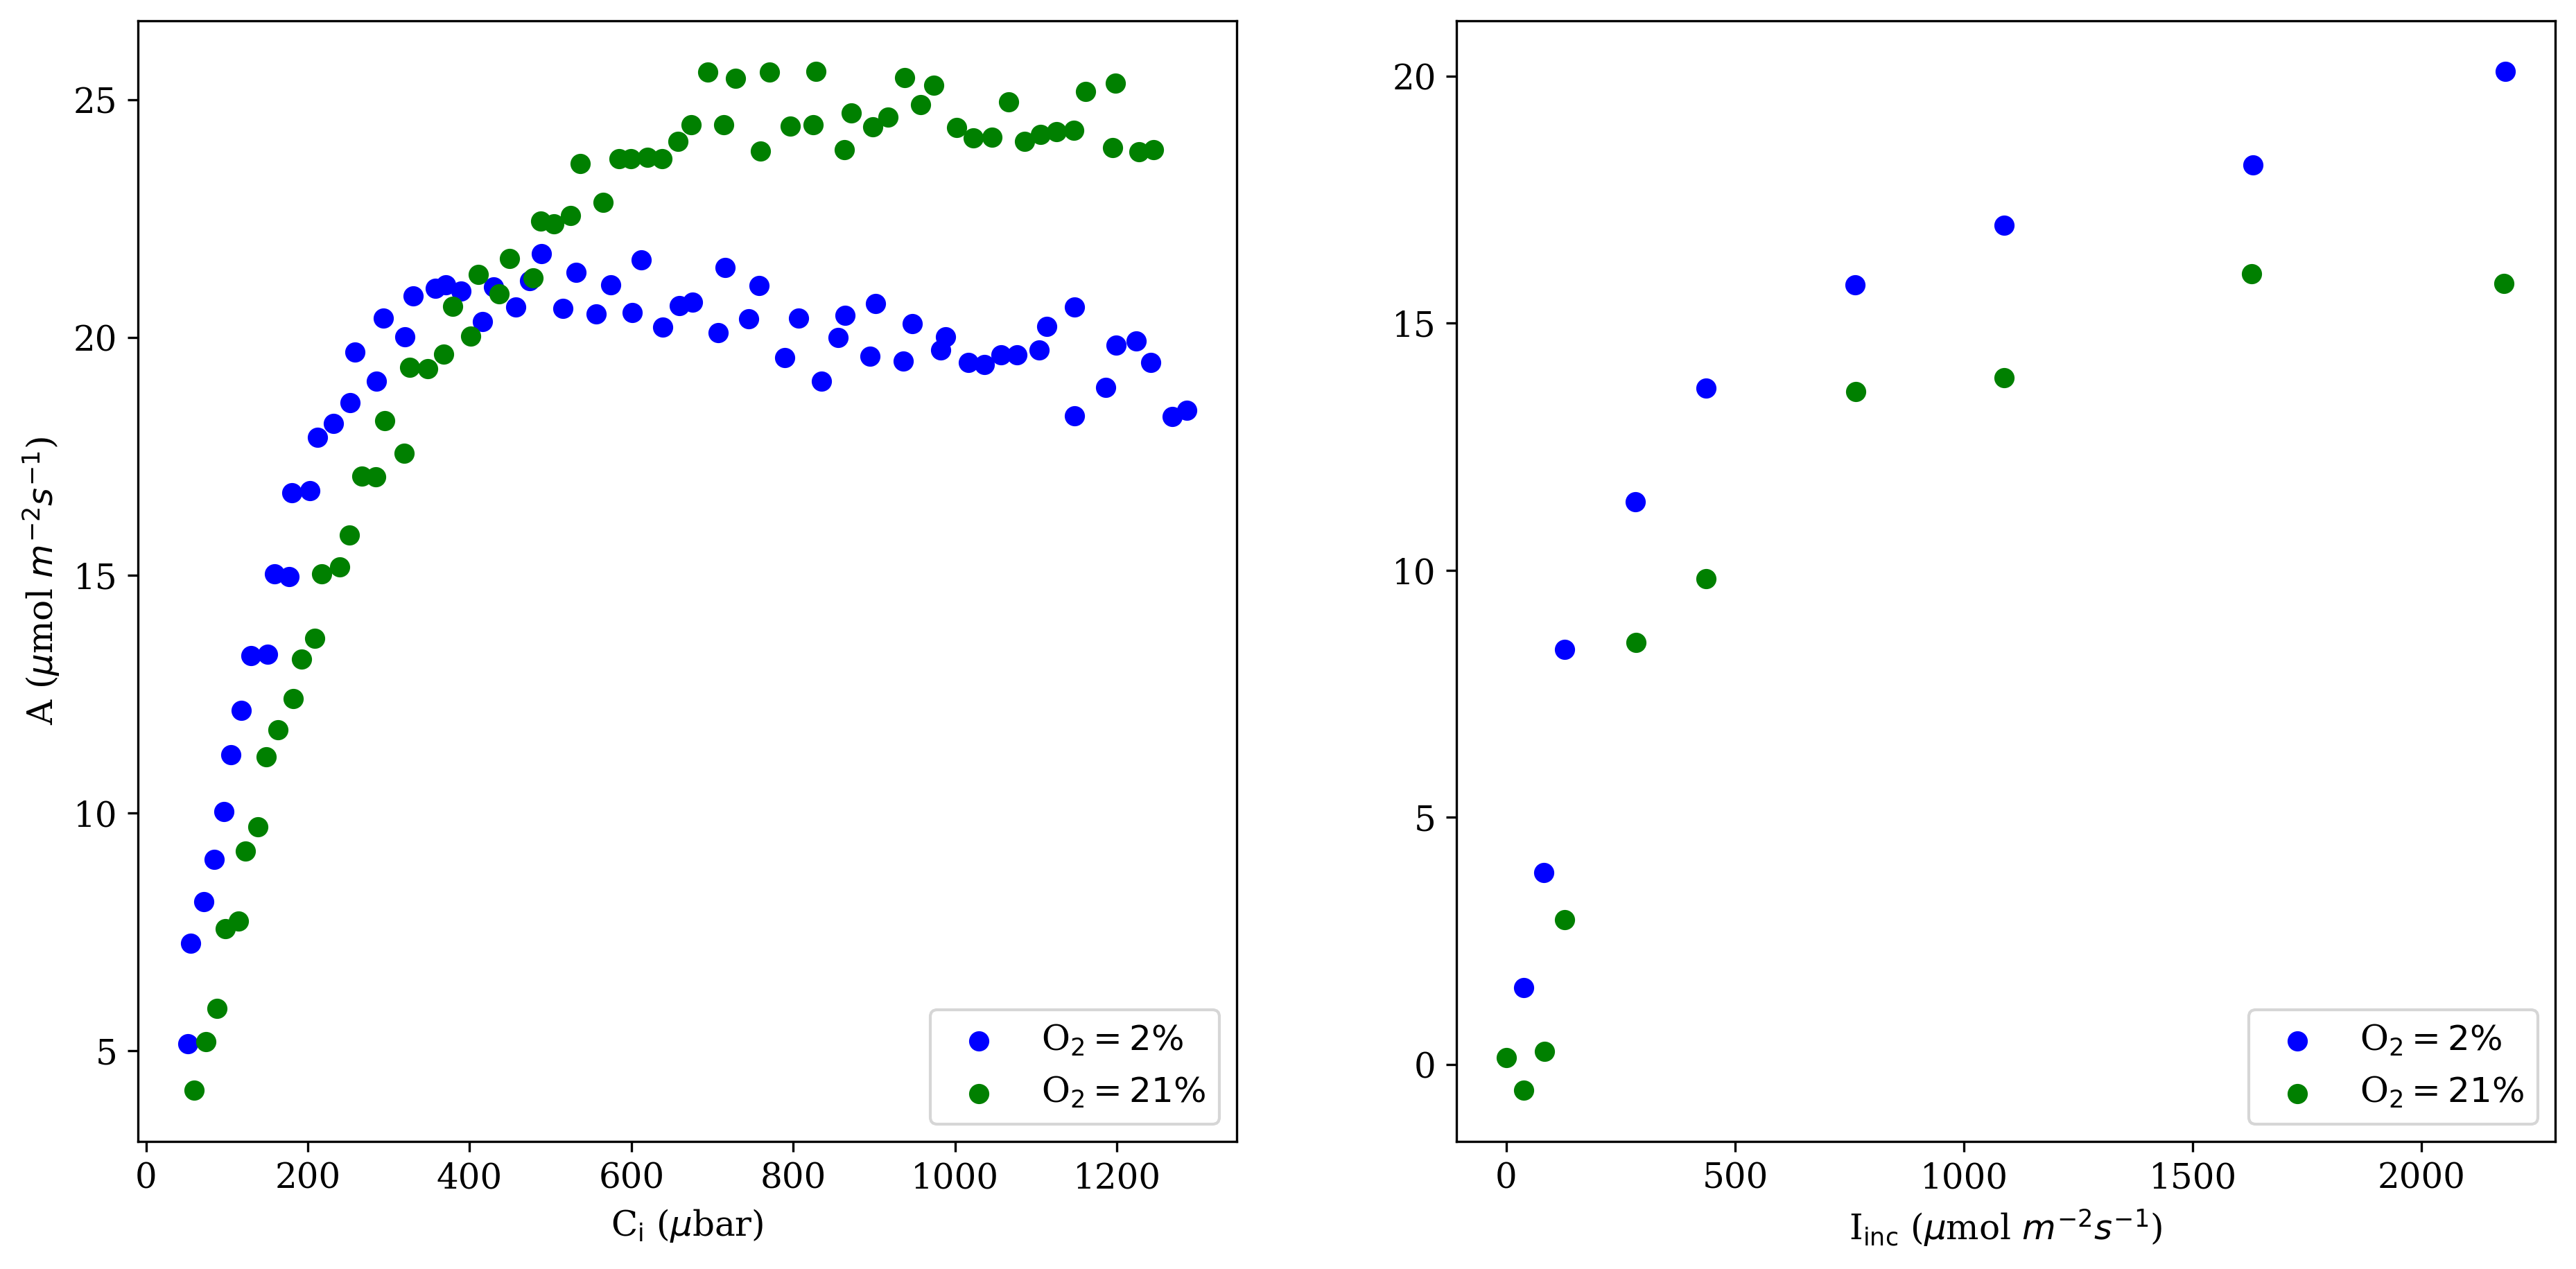 A (μmol m⁻²s⁻¹)
25
20
15
10
5
0 200 400 600 800 1000 1200
C_i (μbar)
O₂ = 2%
O₂ = 21%
20
15
10
5
0
0 500 1000 1500 2000
I_inc (μmol m⁻²s⁻¹)
O₂ = 2%
O₂ = 21%